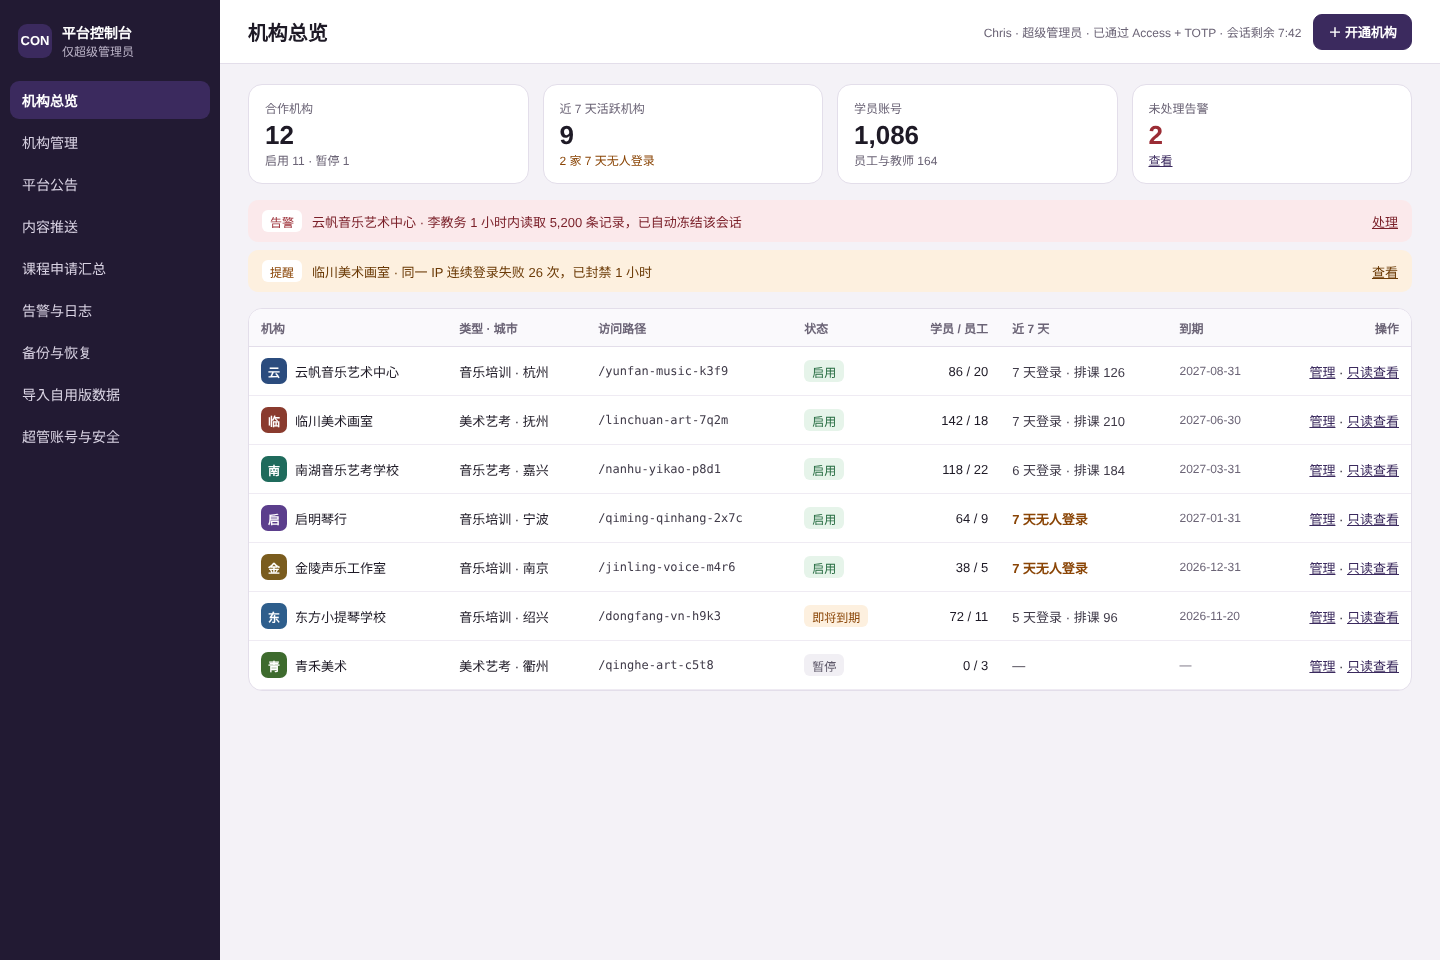 CON
平台控制台
仅超级管理员
机构总览
机构管理
平台公告
内容推送
课程申请汇总
告警与日志
备份与恢复
导入自用版数据
超管账号与安全
机构总览
Chris · 超级管理员 · 已通过 Access + TOTP · 会话剩余 7:42
＋ 开通机构
合作机构
12
启用 11 · 暂停 1
近 7 天活跃机构
9
2 家 7 天无人登录
学员账号
1,086
员工与教师 164
未处理告警
2
查看
告警 云帆音乐艺术中心 · 李教务 1 小时内读取 5,200 条记录，已自动冻结该会话 处理
提醒 临川美术画室 · 同一 IP 连续登录失败 26 次，已封禁 1 小时 查看
机构 类型 · 城市 访问路径 状态 学员 / 员工 近 7 天 到期 操作
云 云帆音乐艺术中心 音乐培训 · 杭州 /yunfan-music-k3f9 启用 86 / 20 7 天登录 · 排课 126 2027-08-31 管理 · 只读查看
临 临川美术画室 美术艺考 · 抚州 /linchuan-art-7q2m 启用 142 / 18 7 天登录 · 排课 210 2027-06-30 管理 · 只读查看
南 南湖音乐艺考学校 音乐艺考 · 嘉兴 /nanhu-yikao-p8d1 启用 118 / 22 6 天登录 · 排课 184 2027-03-31 管理 · 只读查看
启 启明琴行 音乐培训 · 宁波 /qiming-qinhang-2x7c 启用 64 / 9 7 天无人登录 2027-01-31 管理 · 只读查看
金 金陵声乐工作室 音乐培训 · 南京 /jinling-voice-m4r6 启用 38 / 5 7 天无人登录 2026-12-31 管理 · 只读查看
东 东方小提琴学校 音乐培训 · 绍兴 /dongfang-vn-h9k3 即将到期 72 / 11 5 天登录 · 排课 96 2026-11-20 管理 · 只读查看
青 青禾美术 美术艺考 · 衢州 /qinghe-art-c5t8 暂停 0 / 3 — — 管理 · 只读查看